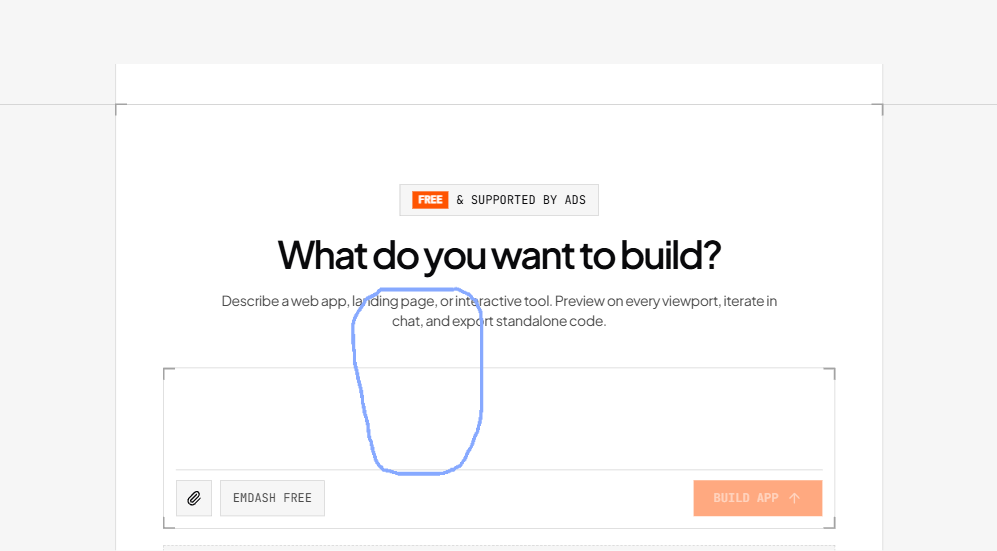 FREE & SUPPORTED BY ADS
What do you want to build?
Describe a web app, landing page, or interactive tool. Preview on every viewport, iterate in
chat, and export standalone code.
EMDASH FREE
BUILD APP